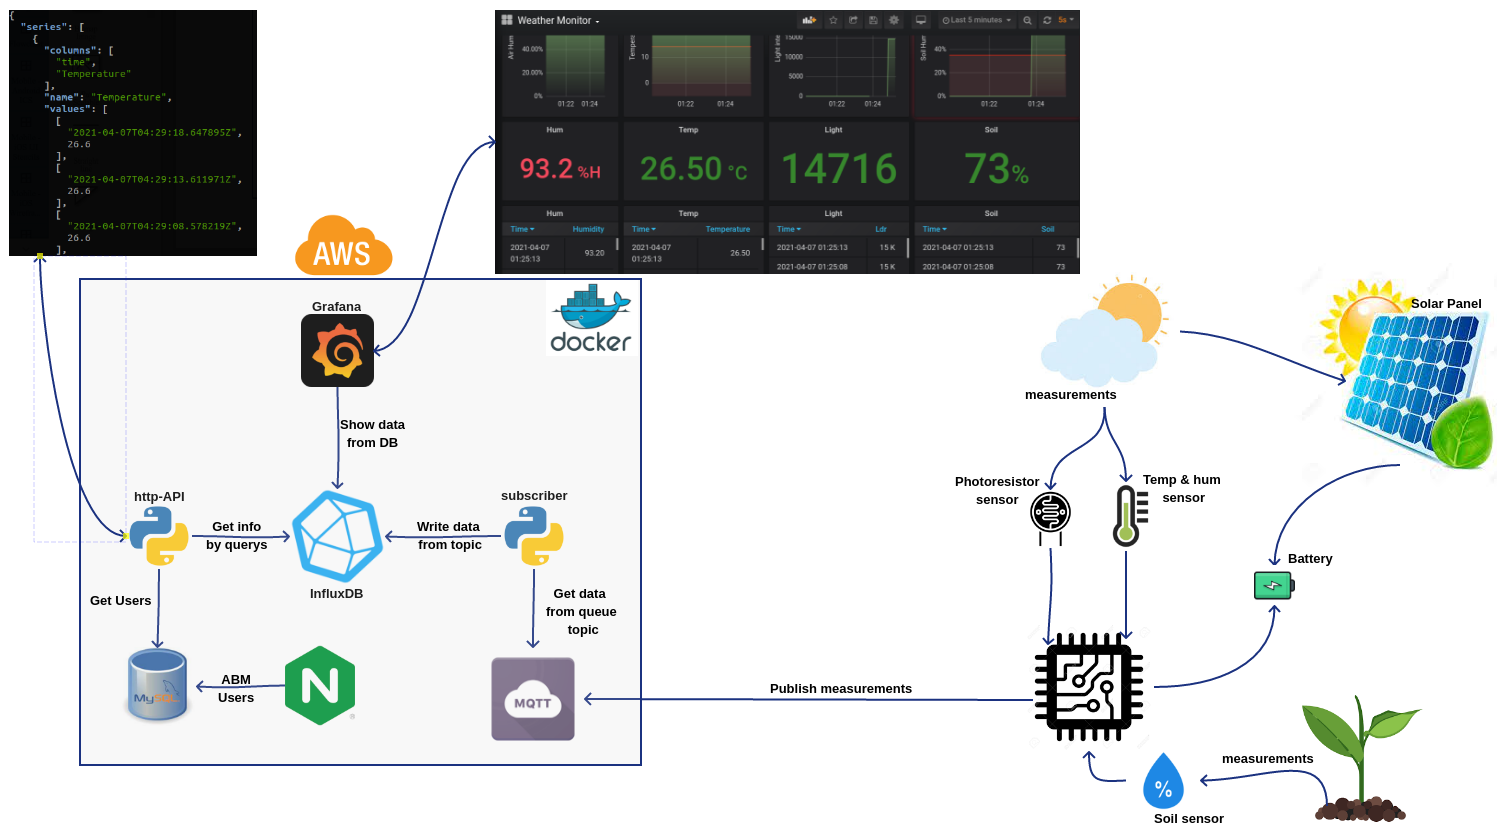 {
"series": [
{
"columns": [
"time",
"Temperature"
],
"name": "Temperature",
"values": [
[
"2021-04-07T04:29:18.647895Z",
26.6
],
[
"2021-04-07T04:29:13.611971Z",
26.6
],
[
"2021-04-07T04:29:08.578219Z",
26.6
],
Weather Monitor
Last 5 minutes
5s
Air Hum
40.00%
20.00%
0%
01:22 01:24
10
0
01:22 01:24
15000
10000
5000
0
01:22 01:24
Soil Hum
40%
20%
0%
01:22 01:24
Hum
93.2 %H
Temp
26.50 °C
Light
14716
Soil
73%
Hum
Time Humidity
2021-04-07
01:25:13
93.20
Temp
Time Temperature
2021-04-07
01:25:13
26.50
Light
Time Ldr
2021-04-07 01:25:13 15 K
2021-04-07 01:25:08 15 K
Soil
Time Soil
2021-04-07 01:25:13 73
2021-04-07 01:25:08 73
AWS
docker
Grafana
Show data
from DB
http-API
Get info
by querys
InfluxDB
subscriber
Write data
from topic
Get Users
MySQL
ABM
Users
N
®
Get data
from queue
topic
MQTT
Publish measurements
measurements
Photoresistor
sensor
Temp & hum
sensor
Solar Panel
Battery
measurements
%
Soil sensor